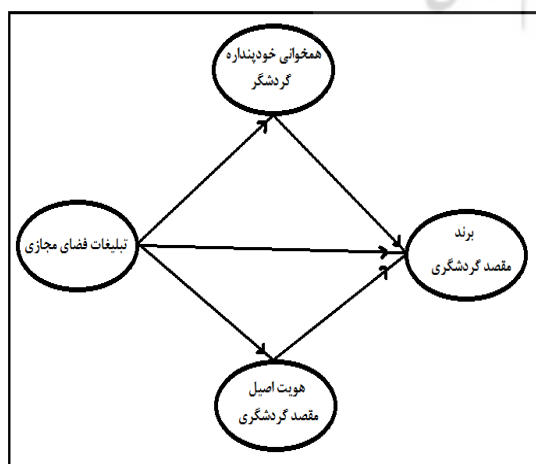 همخوانی خودپنداره
گردشگر
تبلیغات فضای مجازی
برند
مقصد گردشگری
هویت اصیل
مقصد گردشگری